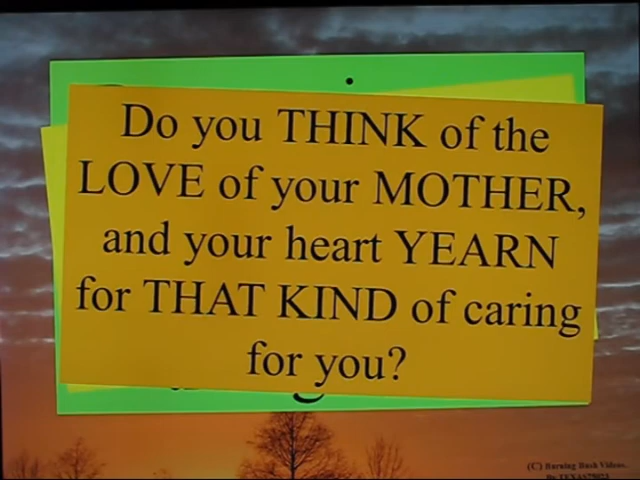 Do you THINK of the
LOVE of your MOTHER,
and your heart YEARN
for THAT KIND of caring
for you?
(C) Burning Bush Videos.